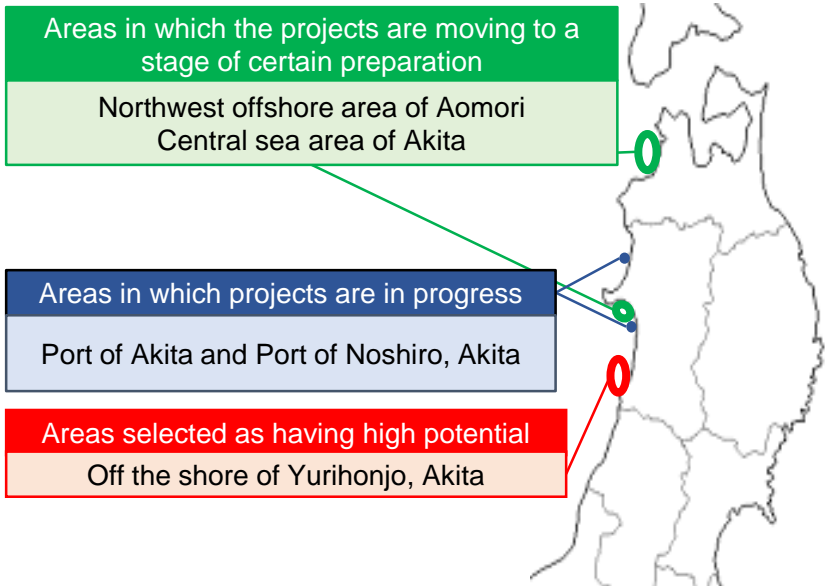 Areas in which the projects are moving to a
stage of certain preparation
Northwest offshore area of Aomori
Central sea area of Akita
Areas in which projects are in progress
Port of Akita and Port of Noshiro, Akita
Areas selected as having high potential
Off the shore of Yurihonjo, Akita